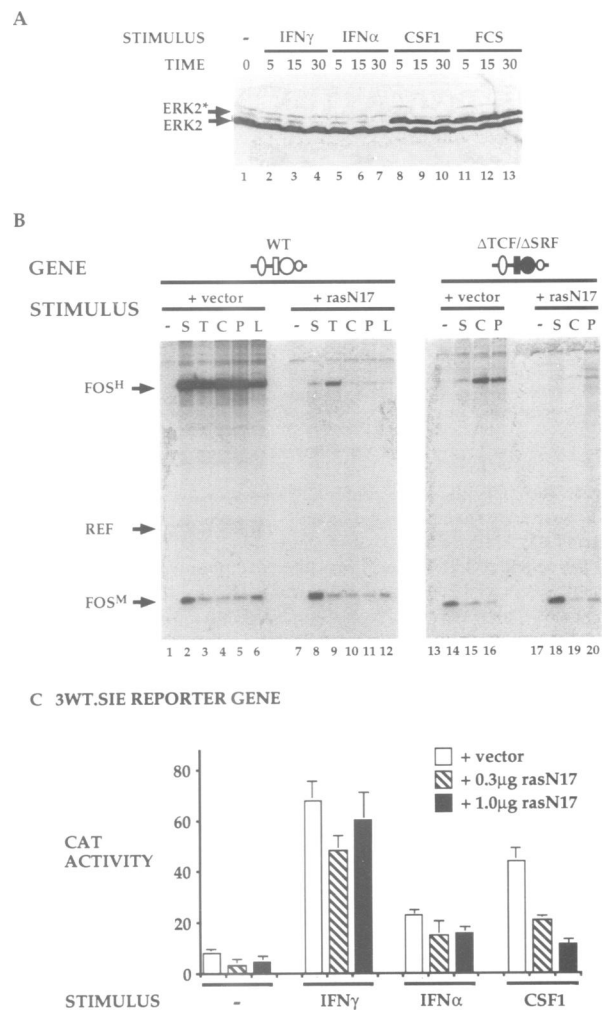 A
STIMULUS - IFNγ IFNα CSF1 FCS
TIME 0 5 15 30 5 15 30 5 15 30 5 15 30
ERK2*
ERK2
1 2 3 4 5 6 7 8 9 10 11 12 13
B
WT ΔTCF/ΔSRF
GENE
STIMULUS + vector + rasN17 + vector + rasN17
- S T C P L - S T C P L - S C P - S C P
FOSH
REF
FOSM
1 2 3 4 5 6 7 8 9 10 11 12 13 14 15 16 17 18 19 20
C 3WT.SIE REPORTER GENE
+ vector
+ 0.3μg rasN17
+ 1.0μg rasN17
CAT
ACTIVITY
80
60
40
20
0
STIMULUS - IFNγ IFNα CSF1